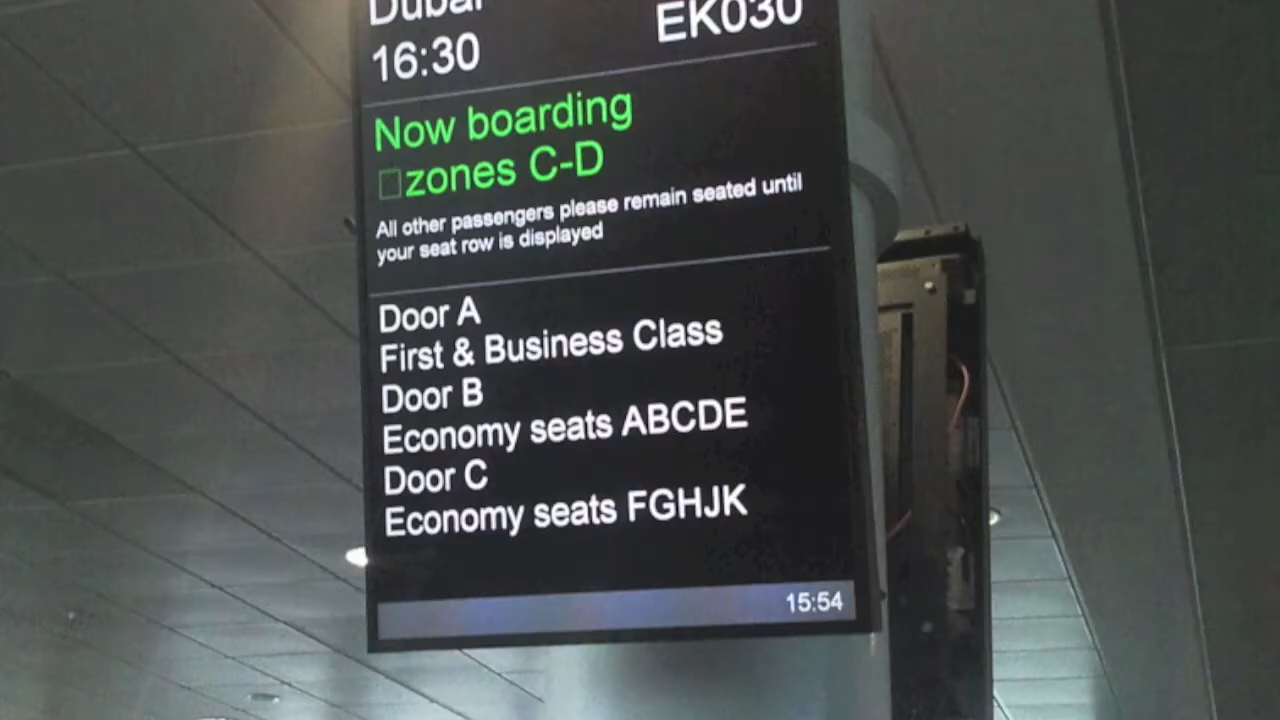 Dubai
EK030
16:30
Now boarding
zones C-D
All other passengers please remain seated until
your seat row is displayed
Door A
First & Business Class
Door B
Economy seats ABCDE
Door C
Economy seats FGHJK
15:54